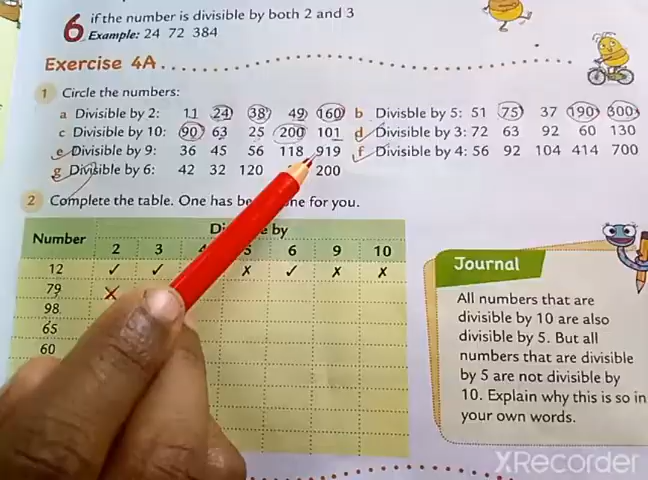 6 if the number is divisible by both 2 and 3
Example: 24 72 384
Exercise 4A
1 Circle the numbers:
a Divisible by 2: 11 24 38 49 160 b Divisble by 5: 51 75 37 190 300
c Divisible by 10: 90 63 25 200 101 d Divisible by 3: 72 63 92 60 130
e Divisible by 9: 36 45 56 118 919 f Divisible by 4: 56 92 104 414 700
g Divisible by 6: 42 32 120 200
2 Complete the table. One has be ne for you.
Number Di e by
2 3 4 5 6 9 10
12 ✓ ✓ ✗ ✓ ✗ ✗
79 ✗
98
65
60
Journal
All numbers that are
divisible by 10 are also
divisible by 5. But all
numbers that are divisible
by 5 are not divisible by
10. Explain why this is so in
your own words.
XRecorder